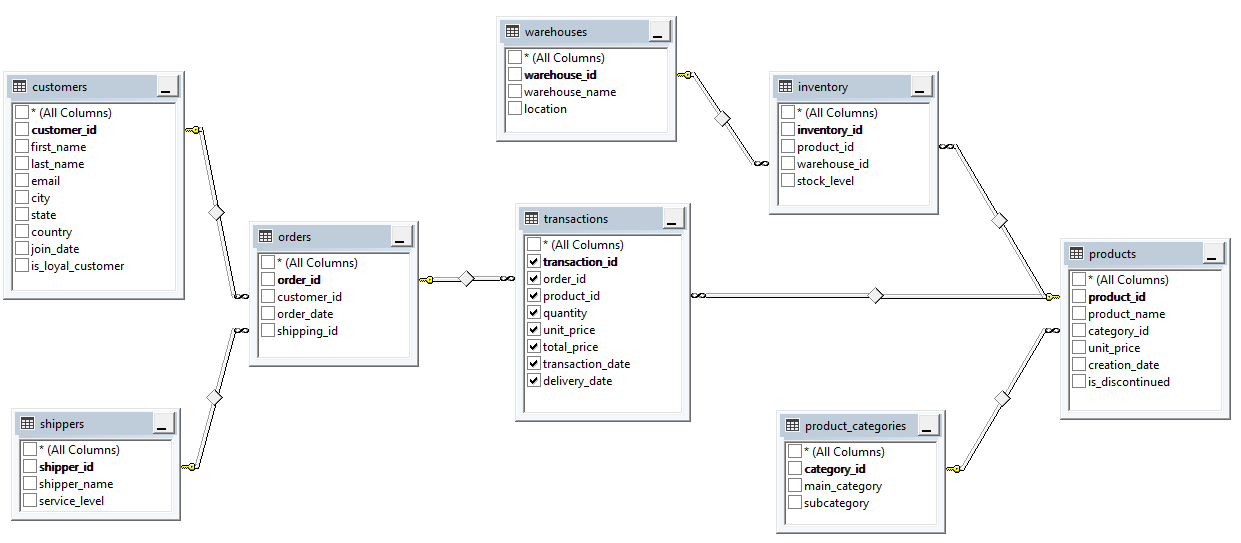 warehouses
* (All Columns)
warehouse_id
warehouse_name
location
customers
* (All Columns)
customer_id
first_name
last_name
email
city
state
country
join_date
is_loyal_customer
inventory
* (All Columns)
inventory_id
product_id
warehouse_id
stock_level
orders
* (All Columns)
order_id
customer_id
order_date
shipping_id
transactions
* (All Columns)
transaction_id
order_id
product_id
quantity
unit_price
total_price
transaction_date
delivery_date
products
* (All Columns)
product_id
product_name
category_id
unit_price
creation_date
is_discontinued
shippers
* (All Columns)
shipper_id
shipper_name
service_level
product_categories
* (All Columns)
category_id
main_category
subcategory